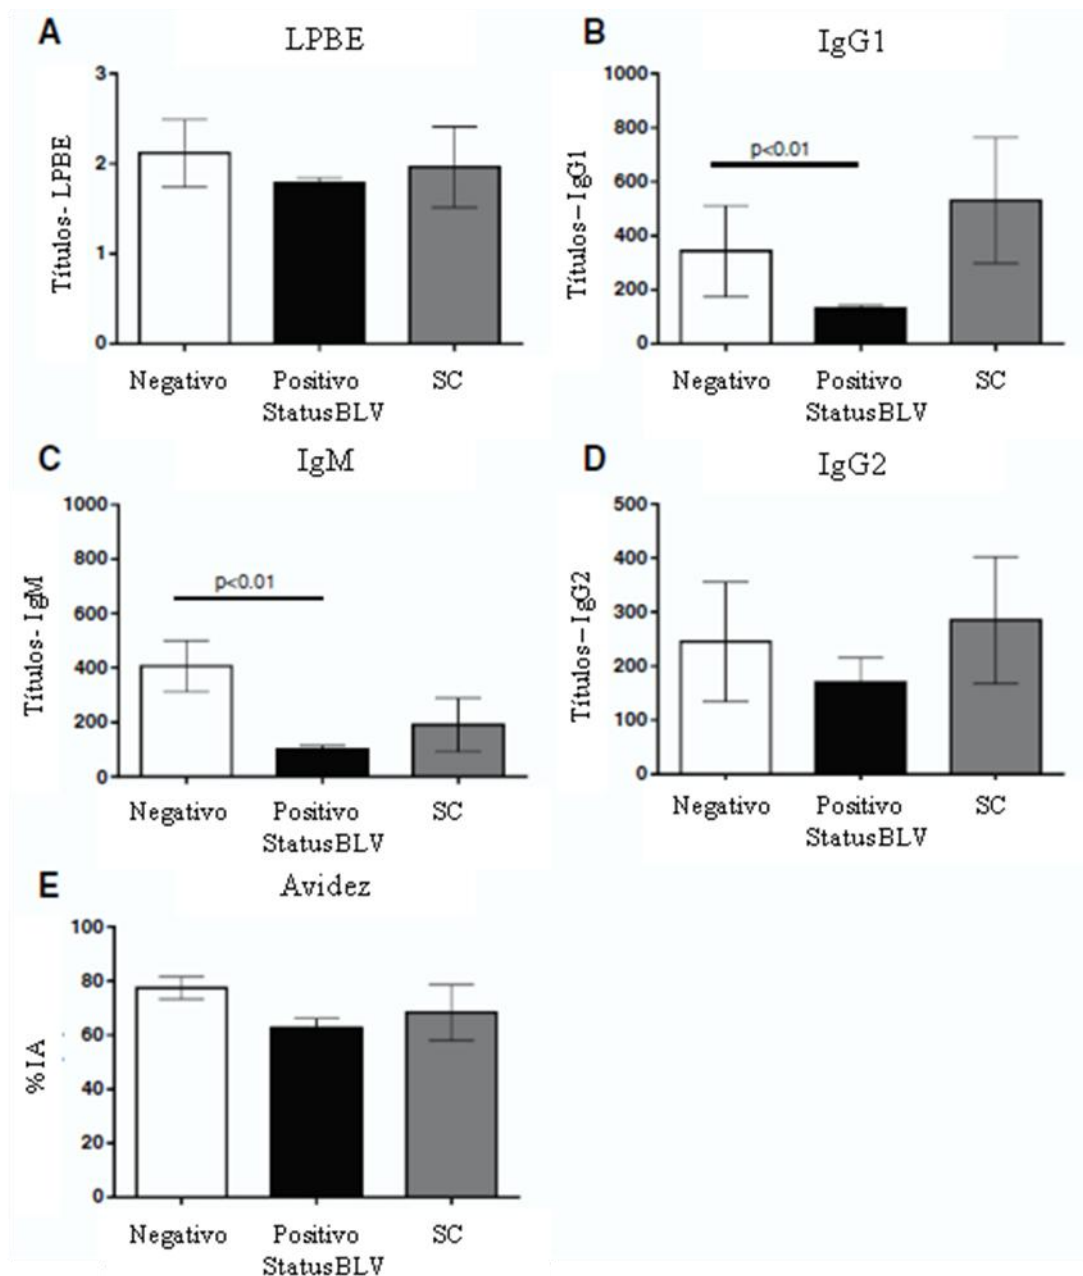 A
LPBE
Títulos- LPBE
3
2
1
0
Negativo Positivo SC
StatusBLV
B
IgG1
Títulos–IgG1
1000
800
600
400
200
0
p<0.01
Negativo Positivo SC
StatusBLV
C
IgM
Títulos- IgM
1000
800
600
400
200
0
p<0.01
Negativo Positivo SC
StatusBLV
D
IgG2
Títulos–IgG2
500
400
300
200
100
0
Negativo Positivo SC
StatusBLV
E
Avidez
%IA
100
80
60
40
20
0
Negativo Positivo SC
StatusBLV